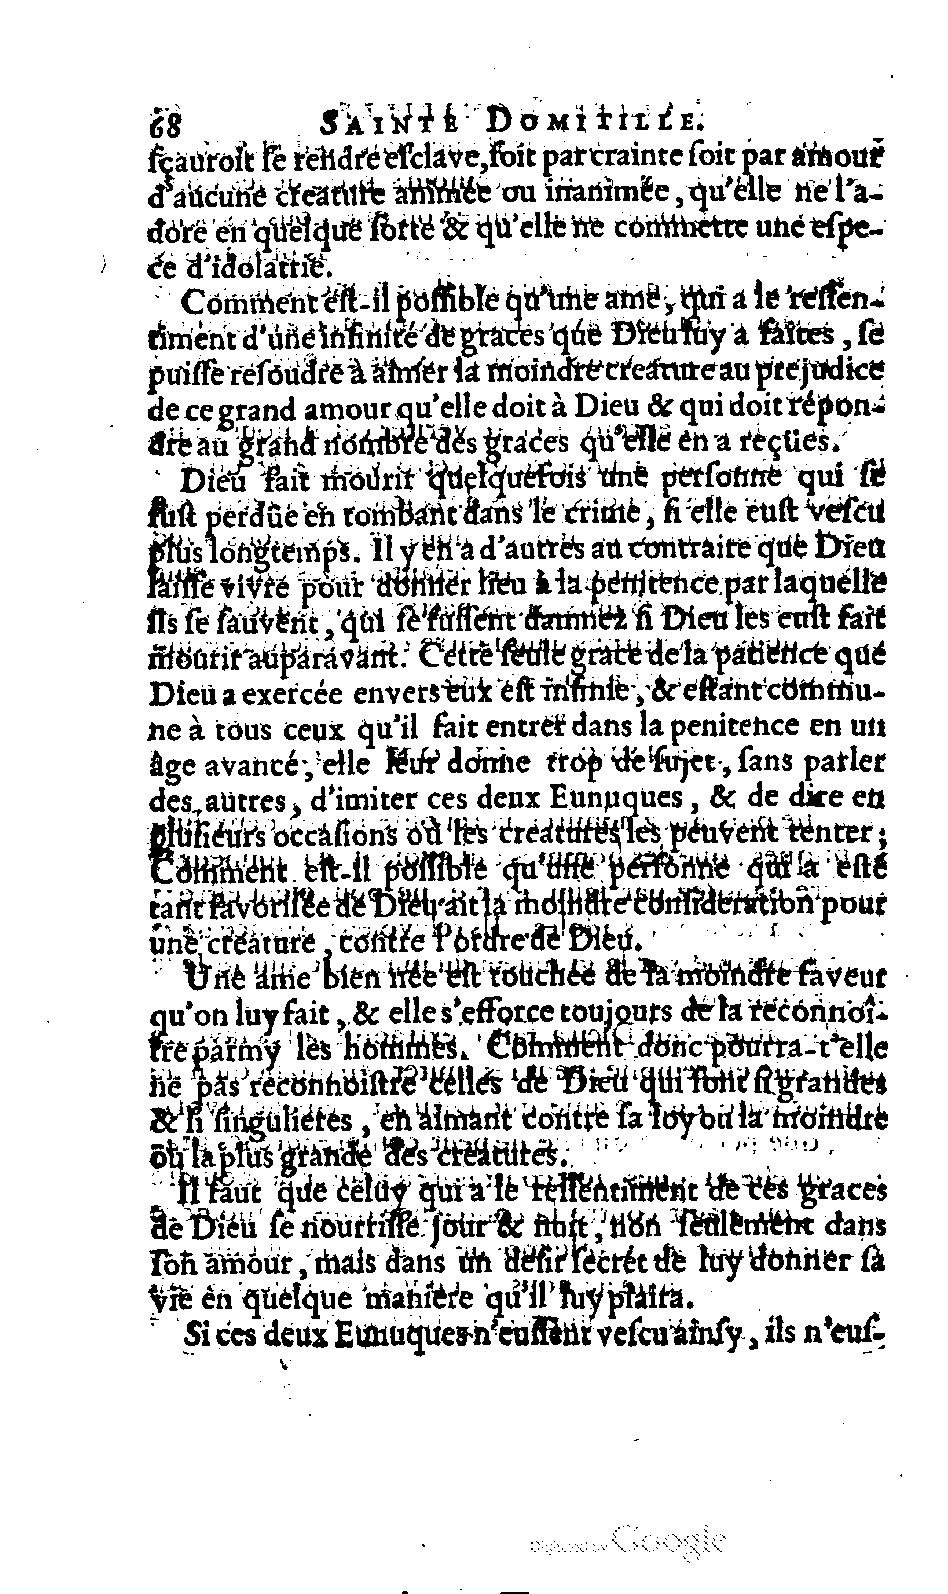 68 SAINTE DOMITILLE.
sçauroit se rendre esclave, soit par crainte soit par amour
d'aucune creature animée ou inanimée, qu'elle ne l'a-
dore en quelque sorte & qu'elle ne commette une espe-
ce d'idolatrie.
Comment est-il possible qu'une ame, qui a le ressen-
timent d'une infinité de graces que Dieu luy a faites, se
puisse resoudre à aimer la moindre creature au prejudice
de ce grand amour qu'elle doit à Dieu & qui doit répon-
dre au grand nombre des graces qu'elle en a reçües.
Dieu fait mourir quelquefois une personne qui se
fust perdüe en tombant dans le crime, si elle eust vescu
plus longtemps. Il y en a d'autres au contraire que Dieu
laisse vivre pour donner lieu à la penitence par laquelle
ils se sauvent, qui se fussent damnez si Dieu les eust fait
mourir auparavant. Cette seule grace de la patience que
Dieu a exercée envers eux est infinie, & estant commu-
ne à tous ceux qu'il fait entrer dans la penitence en un
âge avancé, elle leur donne trop de sujet, sans parler
des autres, d'imiter ces deux Eunuques, & de dire en
plusieurs occasions où les creatures les peuvent tenter;
Comment est-il possible qu'une personne qui a esté
tant favorisée de Dieu ait la moindre consideration pour
une creature, contre l'ordre de Dieu.
Une ame bien née est touchée de la moindre faveur
qu'on luy fait, & elle s'efforce toujours de la reconnoî-
tre parmy les hommes. Comment donc pourra-t'elle
ne pas reconnoistre celles de Dieu qui sont si grandes
& si singulieres, en aimant contre sa loy ou la moindre
ou la plus grande des creatures.
Il faut que celuy qui a le ressentiment de ces graces
de Dieu se nourrisse jour & nuit, non seulement dans
son amour, mais dans un desir secret de luy donner sa
vie en quelque maniere qu'il luy plaira.
Si ces deux Eunuques n'eussent vescu ainsy, ils n'eus-
Google